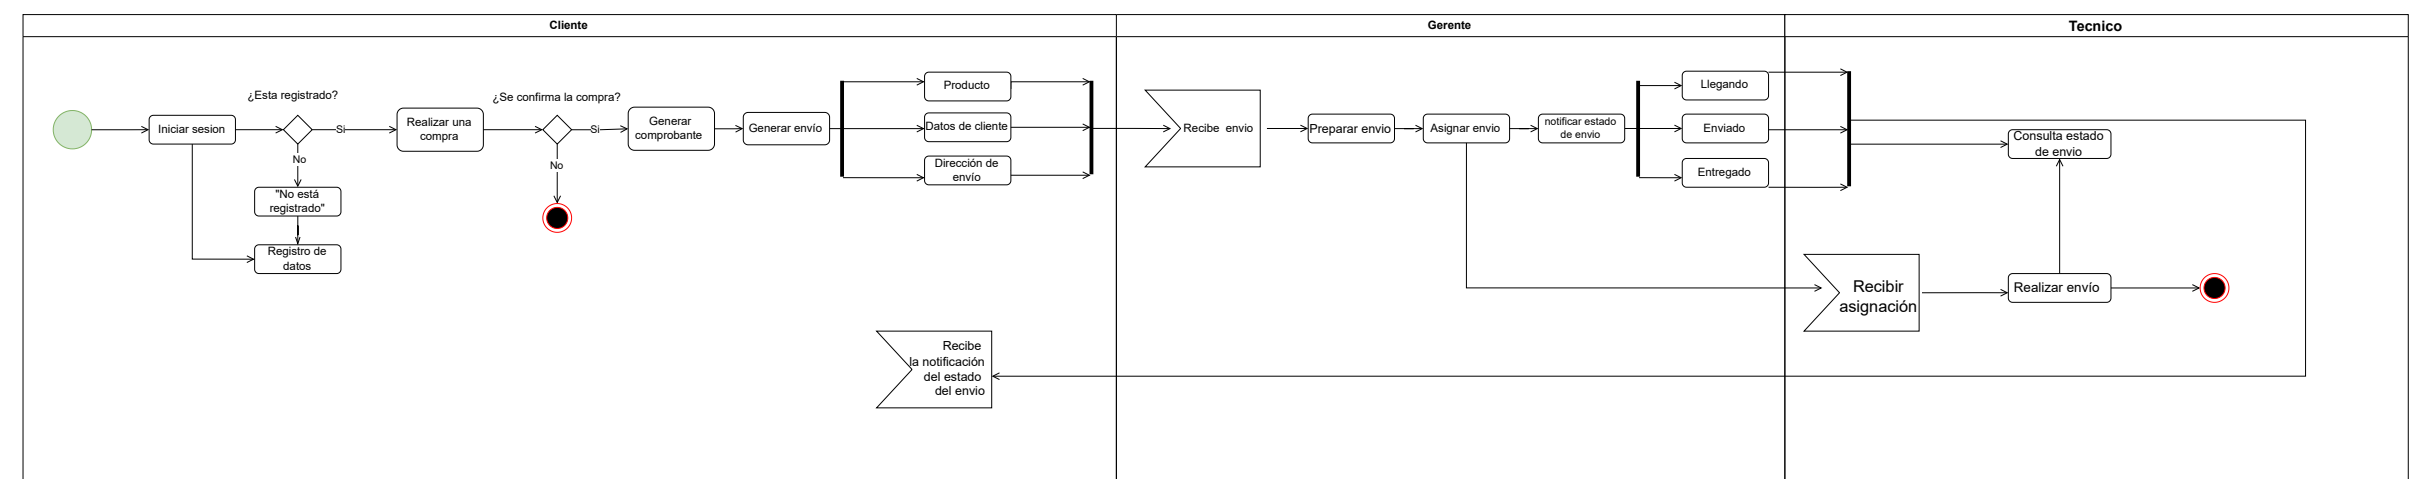 Cliente
Gerente
Tecnico
¿Esta registrado?
Iniciar sesion
Si
No
"No está
registrado"
Registro de
datos
Realizar una
compra
¿Se confirma la compra?
Si
No
Generar
comprobante
Generar envío
Producto
Datos de cliente
Dirección de
envío
Recibe envio
Preparar envio
Asignar envio
notificar estado
de envio
Llegando
Enviado
Entregado
Consulta estado
de envio
Recibir
asignación
Realizar envío
Recibe
la notificación
del estado
del envio